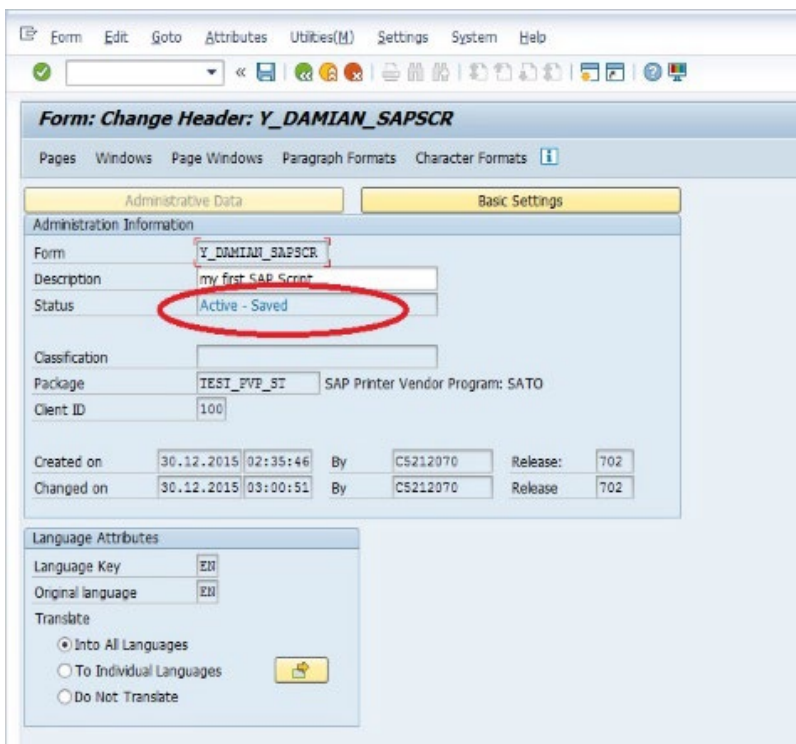 Form Edit Goto Attributes Utilities(M) Settings System Help
Form: Change Header: Y_DAMIAN_SAPSCR
Pages Windows Page Windows Paragraph Formats Character Formats
Administrative Data Basic Settings
Administration Information
Form Y_DAMIAN_SAPSCR
Description my first SAP Script
Status Active - Saved
Classification
Package TEST_PVP_ST SAP Printer Vendor Program: SATO
Client ID 100
Created on 30.12.2015 02:35:46 By C5212070 Release: 702
Changed on 30.12.2015 03:00:51 By C5212070 Release 702
Language Attributes
Language Key EN
Original language EN
Translate
Into All Languages
To Individual Languages
Do Not Translate